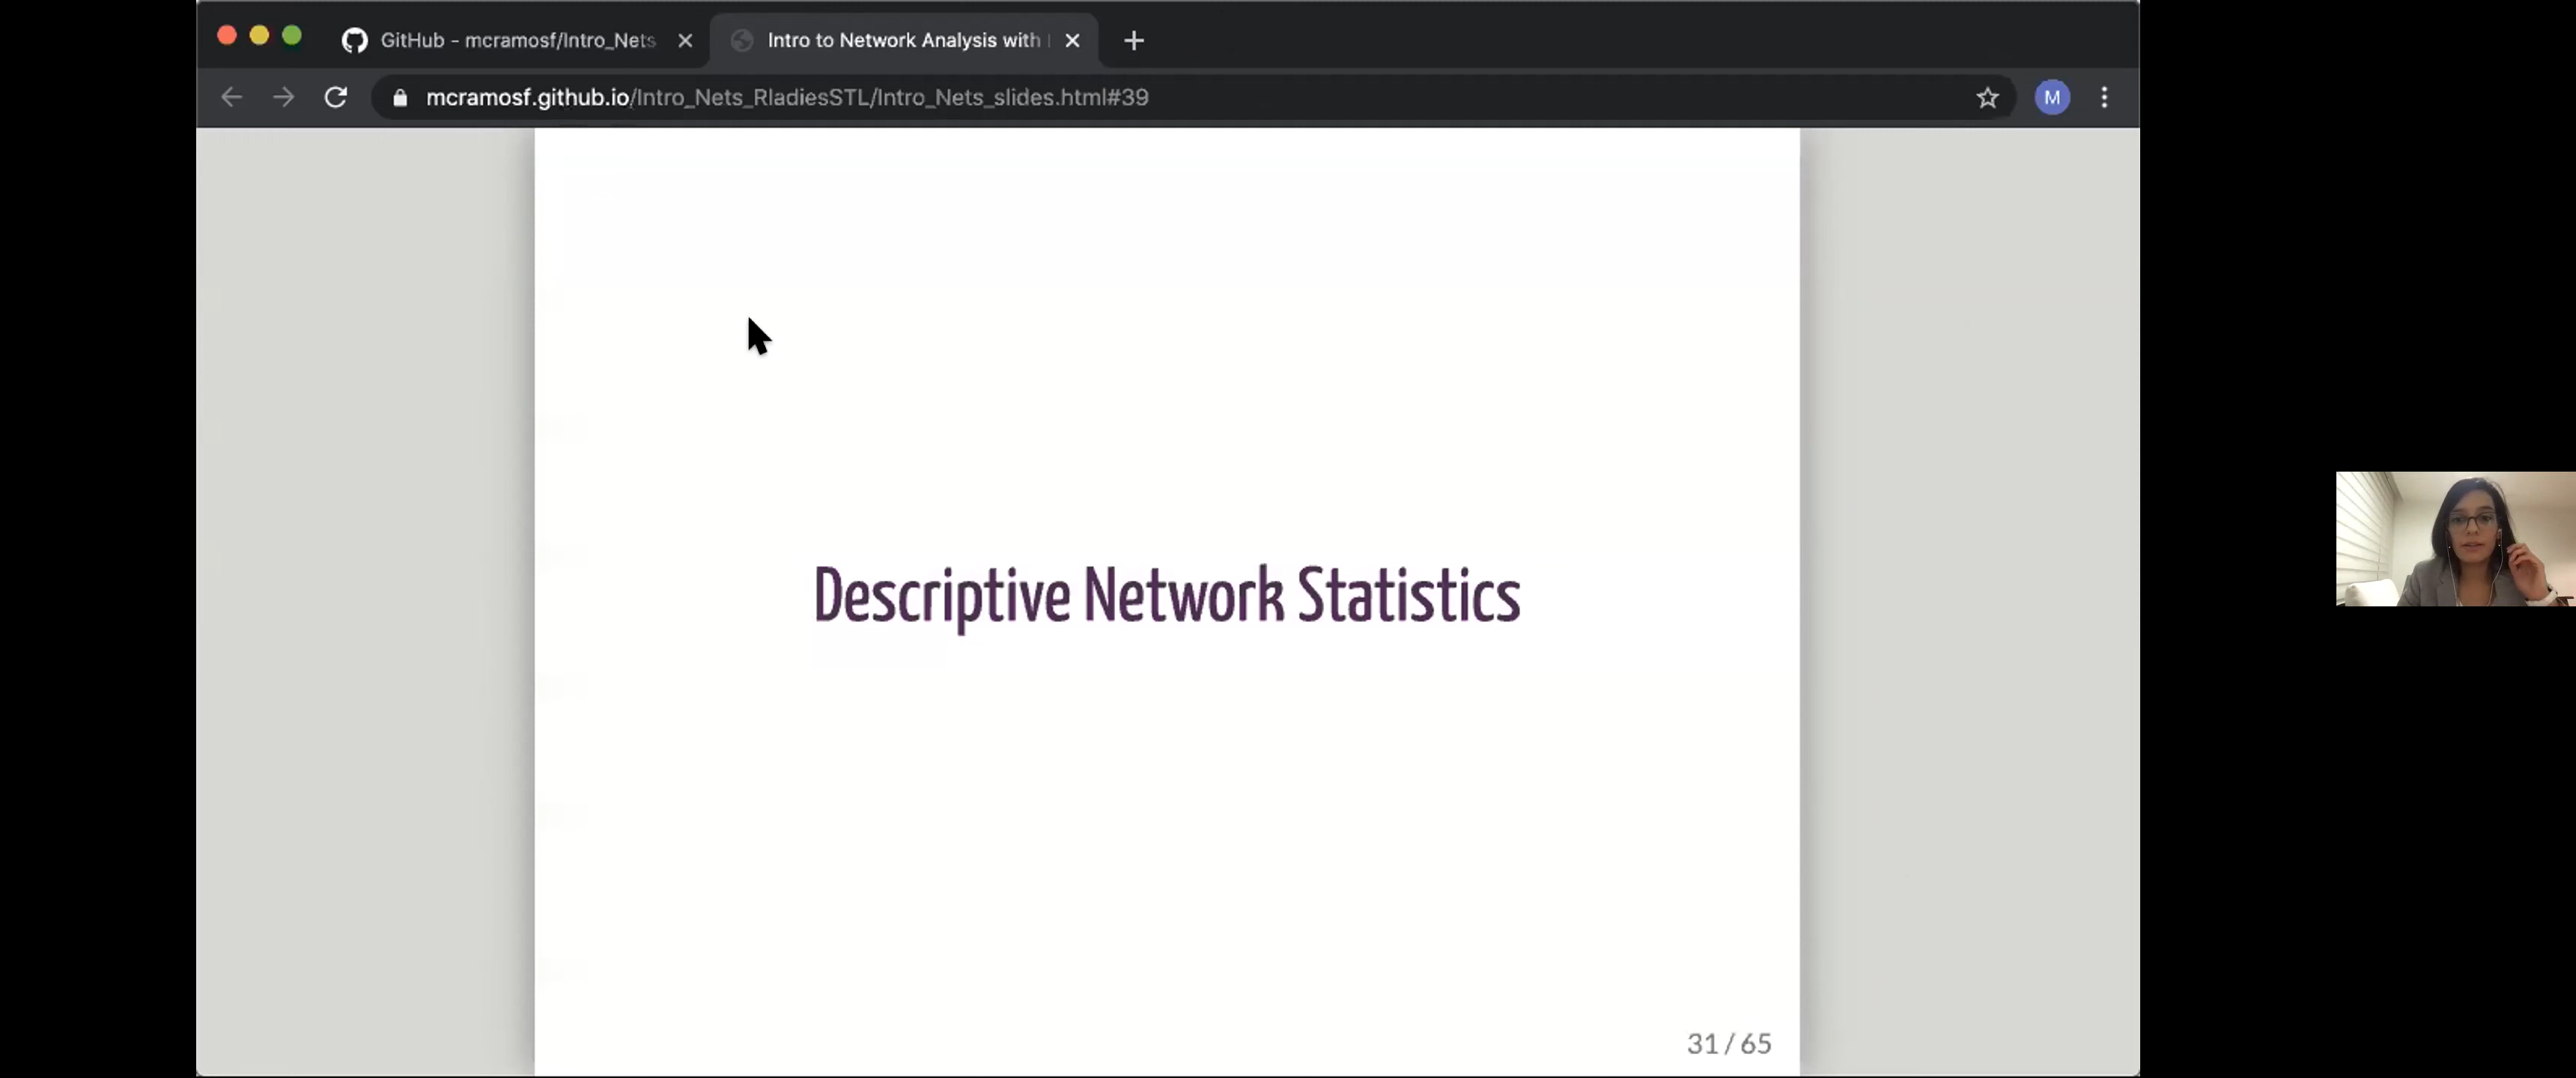 GitHub - mcramosf/Intro_Nets
Intro to Network Analysis with
mcramosf.github.io/Intro_Nets_RladiesSTL/Intro_Nets_slides.html#39
M
Descriptive Network Statistics
31 / 65